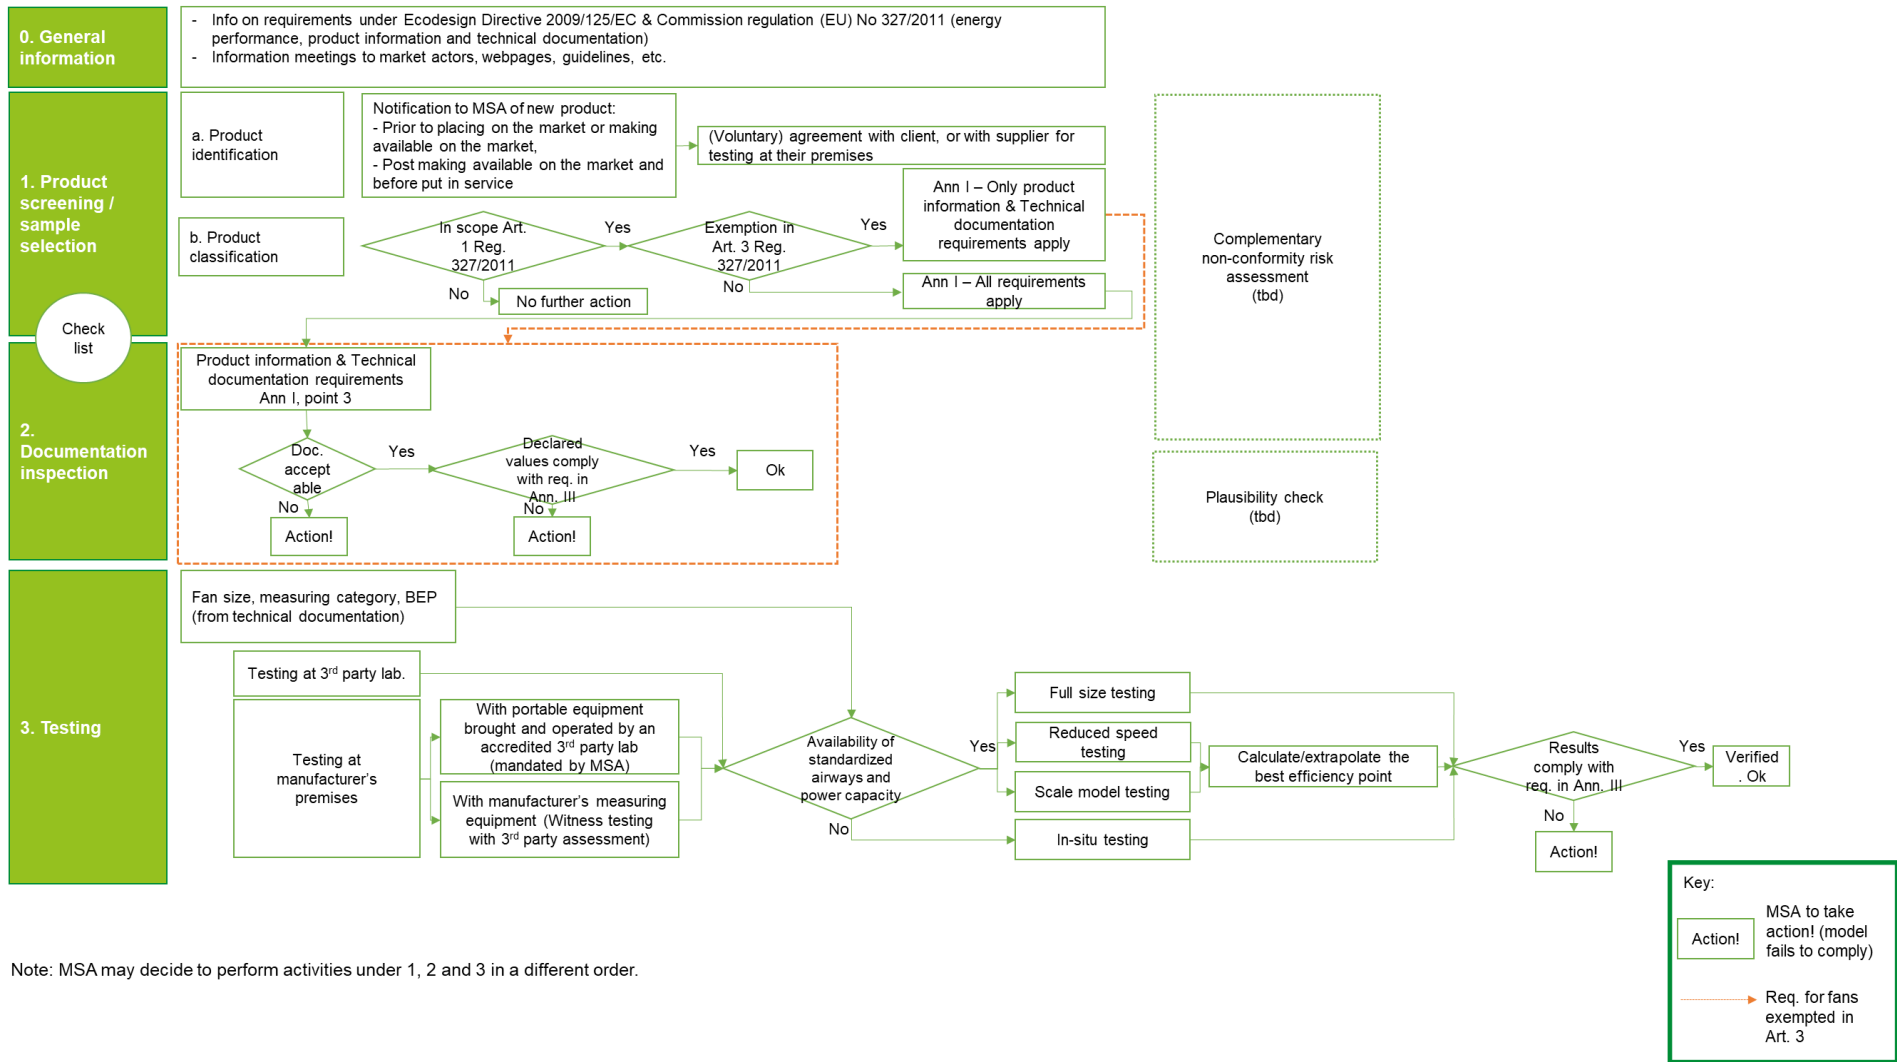 0. General
information
- Info on requirements under Ecodesign Directive 2009/125/EC & Commission regulation (EU) No 327/2011 (energy
performance, product information and technical documentation)
- Information meetings to market actors, webpages, guidelines, etc.
1. Product
screening /
sample
selection
a. Product
identification
Notification to MSA of new product:
- Prior to placing on the market or making
available on the market,
- Post making available on the market and
before put in service
(Voluntary) agreement with client, or with supplier for
testing at their premises
b. Product
classification
In scope Art.
1 Reg.
327/2011
Yes
No
No further action
Exemption in
Art. 3 Reg.
327/2011
Yes
No
Ann I – Only product
information & Technical
documentation
requirements apply
Ann I – All requirements
apply
Complementary
non-conformity risk
assessment
(tbd)
Check
list
2.
Documentation
inspection
Product information & Technical
documentation requirements
Ann I, point 3
Doc.
accept
able
Yes
No
Action!
Declared
values comply
with req. in
Ann. III
Yes
No
Action!
Ok
Plausibility check
(tbd)
3. Testing
Fan size, measuring category, BEP
(from technical documentation)
Testing at 3rd party lab.
Testing at
manufacturer's
premises
With portable equipment
brought and operated by an
accredited 3rd party lab
(mandated by MSA)
With manufacturer's measuring
equipment (Witness testing
with 3rd party assessment)
Availability of
standardized
airways and
power capacity
Yes
No
Full size testing
Reduced speed
testing
Scale model testing
In-situ testing
Calculate/extrapolate the
best efficiency point
Results
comply with
req. in Ann. III
Yes
No
Verified
. Ok
Action!
Key:
Action!
MSA to take
action! (model
fails to comply)
Req. for fans
exempted in
Art. 3
Note: MSA may decide to perform activities under 1, 2 and 3 in a different order.